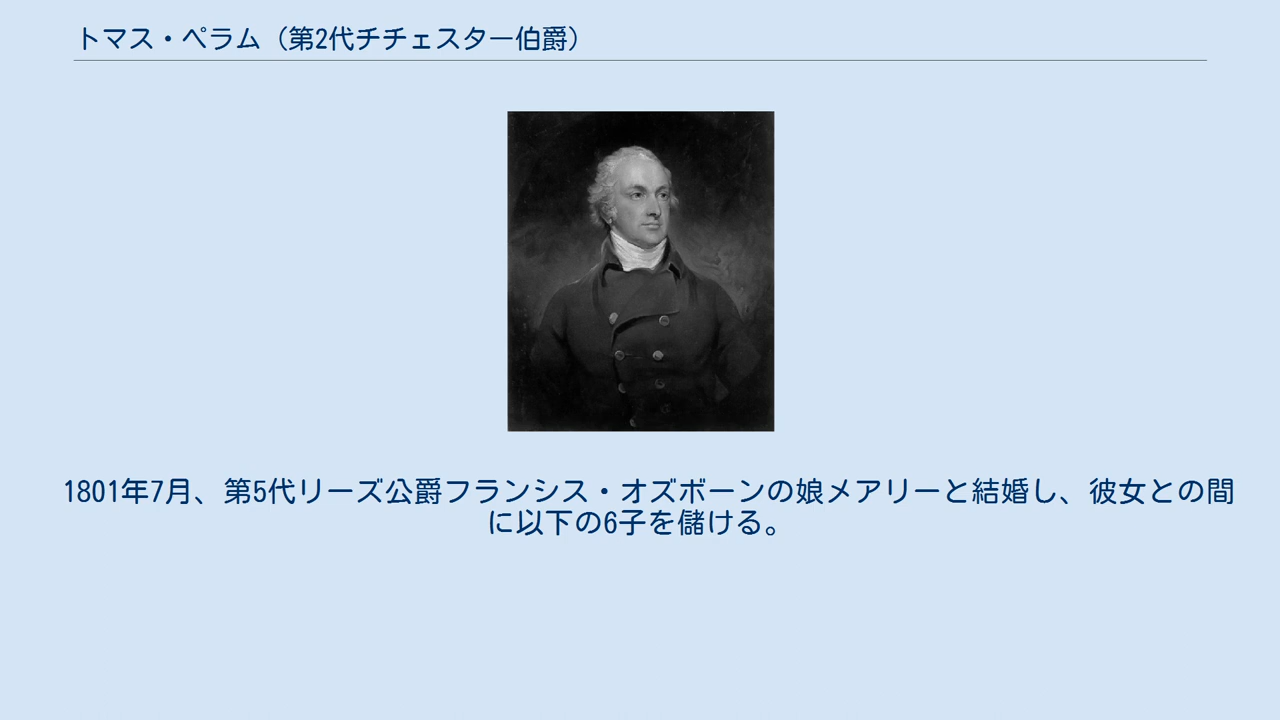 トマス・ペラム（第2代チチェスター伯爵）
1801年7月、第5代リーズ公爵フランシス・オズボーンの娘メアリーと結婚し、彼女との間
に以下の6子を儲ける。